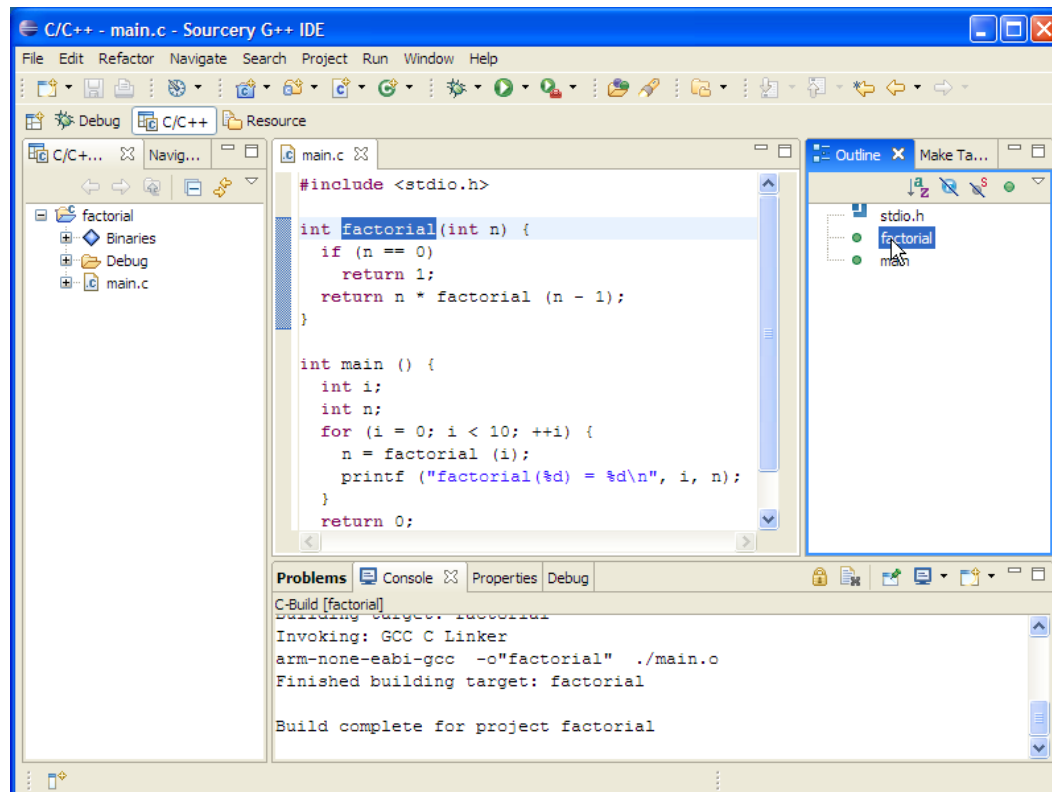 C/C++ - main.c - Sourcery G++ IDE
File Edit Refactor Navigate Search Project Run Window Help
Debug C/C++ Resource
C/C+... Navig...
factorial
Binaries
Debug
main.c
main.c
#include <stdio.h>
int factorial(int n) {
if (n == 0)
return 1;
return n * factorial (n - 1);
}
int main () {
int i;
int n;
for (i = 0; i < 10; ++i) {
n = factorial (i);
printf ("factorial(%d) = %d\n", i, n);
}
return 0;
Outline Make Ta...
stdio.h
factorial
main
Problems Console Properties Debug
C-Build [factorial]
Building target: factorial
Invoking: GCC C Linker
arm-none-eabi-gcc -o"factorial" ./main.o
Finished building target: factorial
Build complete for project factorial